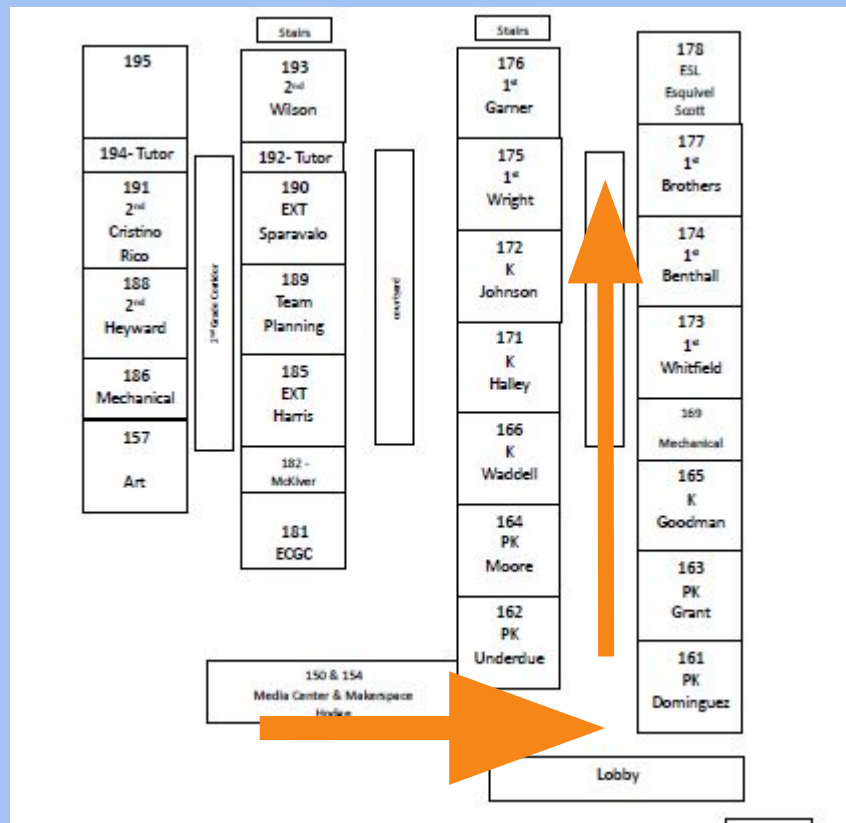 Stairs
Stairs
195
194- Tutor
191
2nd
Cristino
Rico
188
2nd
Heyward
186
Mechanical
157
Art
2nd Grade Corridor
193
2nd
Wilson
192- Tutor
190
EXT
Sparavalo
189
Team
Planning
185
EXT
Harris
182 -
McKiver
181
ECGC
courtyard
176
1st
Garner
175
1st
Wright
172
K
Johnson
171
K
Halley
166
K
Waddell
164
PK
Moore
162
PK
Underdue
178
ESL
Esquivel
Scott
177
1st
Brothers
174
1st
Benthall
173
1st
Whitfield
169
Mechanical
165
K
Goodman
163
PK
Grant
161
PK
Dominguez
150 & 154
Media Center & Makerspace
Lobby